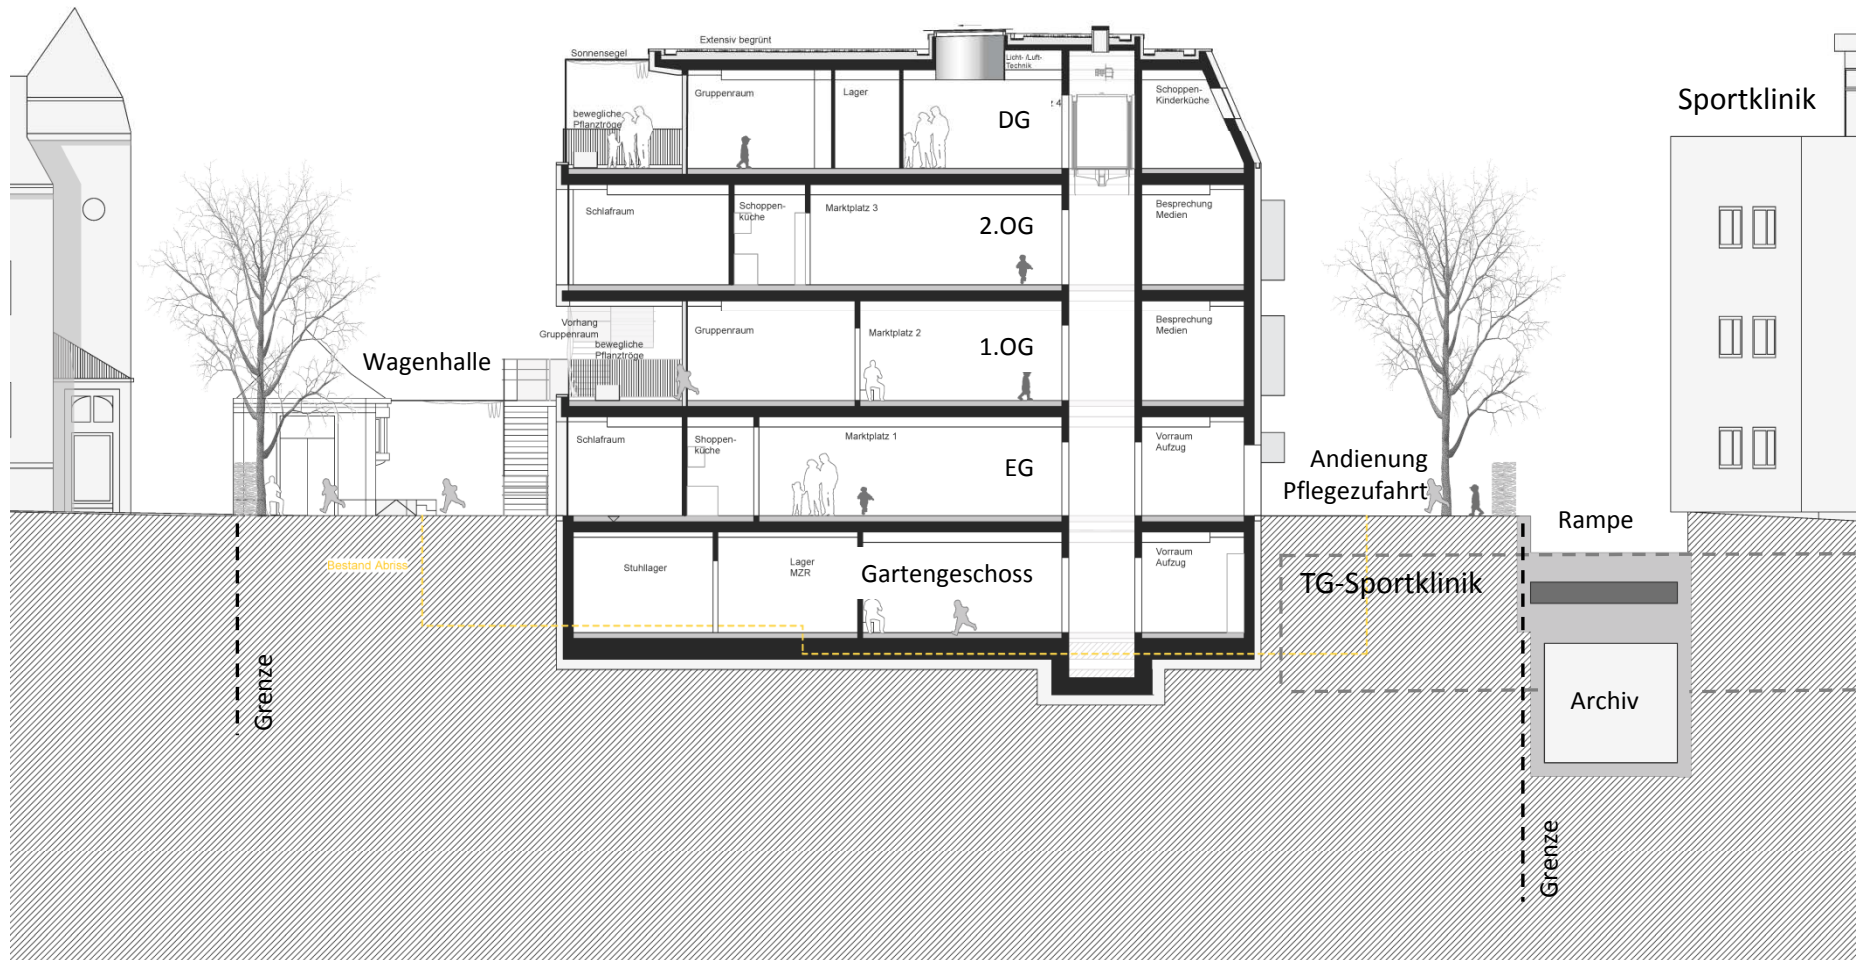 Extensiv begrünt
Sonnensegel
Licht- /Luft-
Technik
Gruppenraum
Lager
Schoppen-
Kinderküche
bewegliche
Pflanztröge
4
DG
Sportklinik
Schlafraum
Schoppen-
küche
Marktplatz 3
2.OG
Besprechung
Medien
Vorhang
Gruppenraum
bewegliche
Pflanztröge
Gruppenraum
Marktplatz 2
1.OG
Besprechung
Medien
Wagenhalle
Schlafraum
Shoppen-
küche
Marktplatz 1
EG
Vorraum
Aufzug
Andienung
Pflegezufahrt
Rampe
Bestand Abriss
Stuhllager
Lager
MZR
Gartengeschoss
Vorraum
Aufzug
TG-Sportklinik
Grenze
Archiv
Grenze